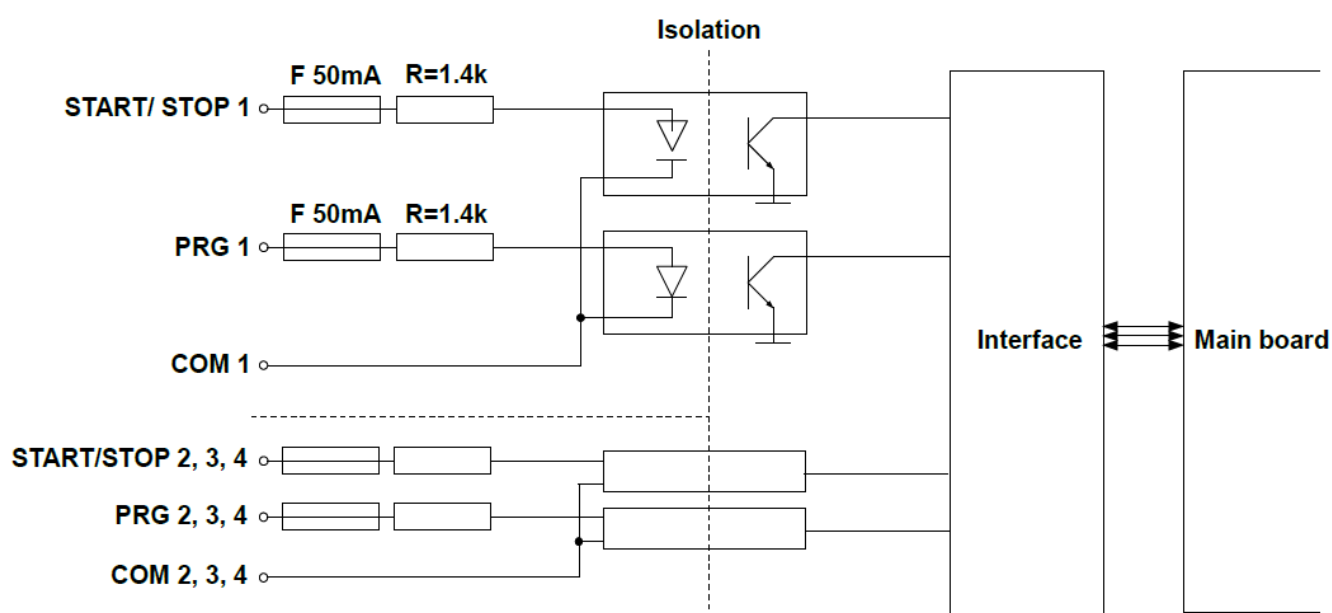 Isolation
F 50mA R=1.4k
START/ STOP 1
F 50mA R=1.4k
PRG 1
Interface
Main board
COM 1
START/STOP 2, 3, 4
PRG 2, 3, 4
COM 2, 3, 4